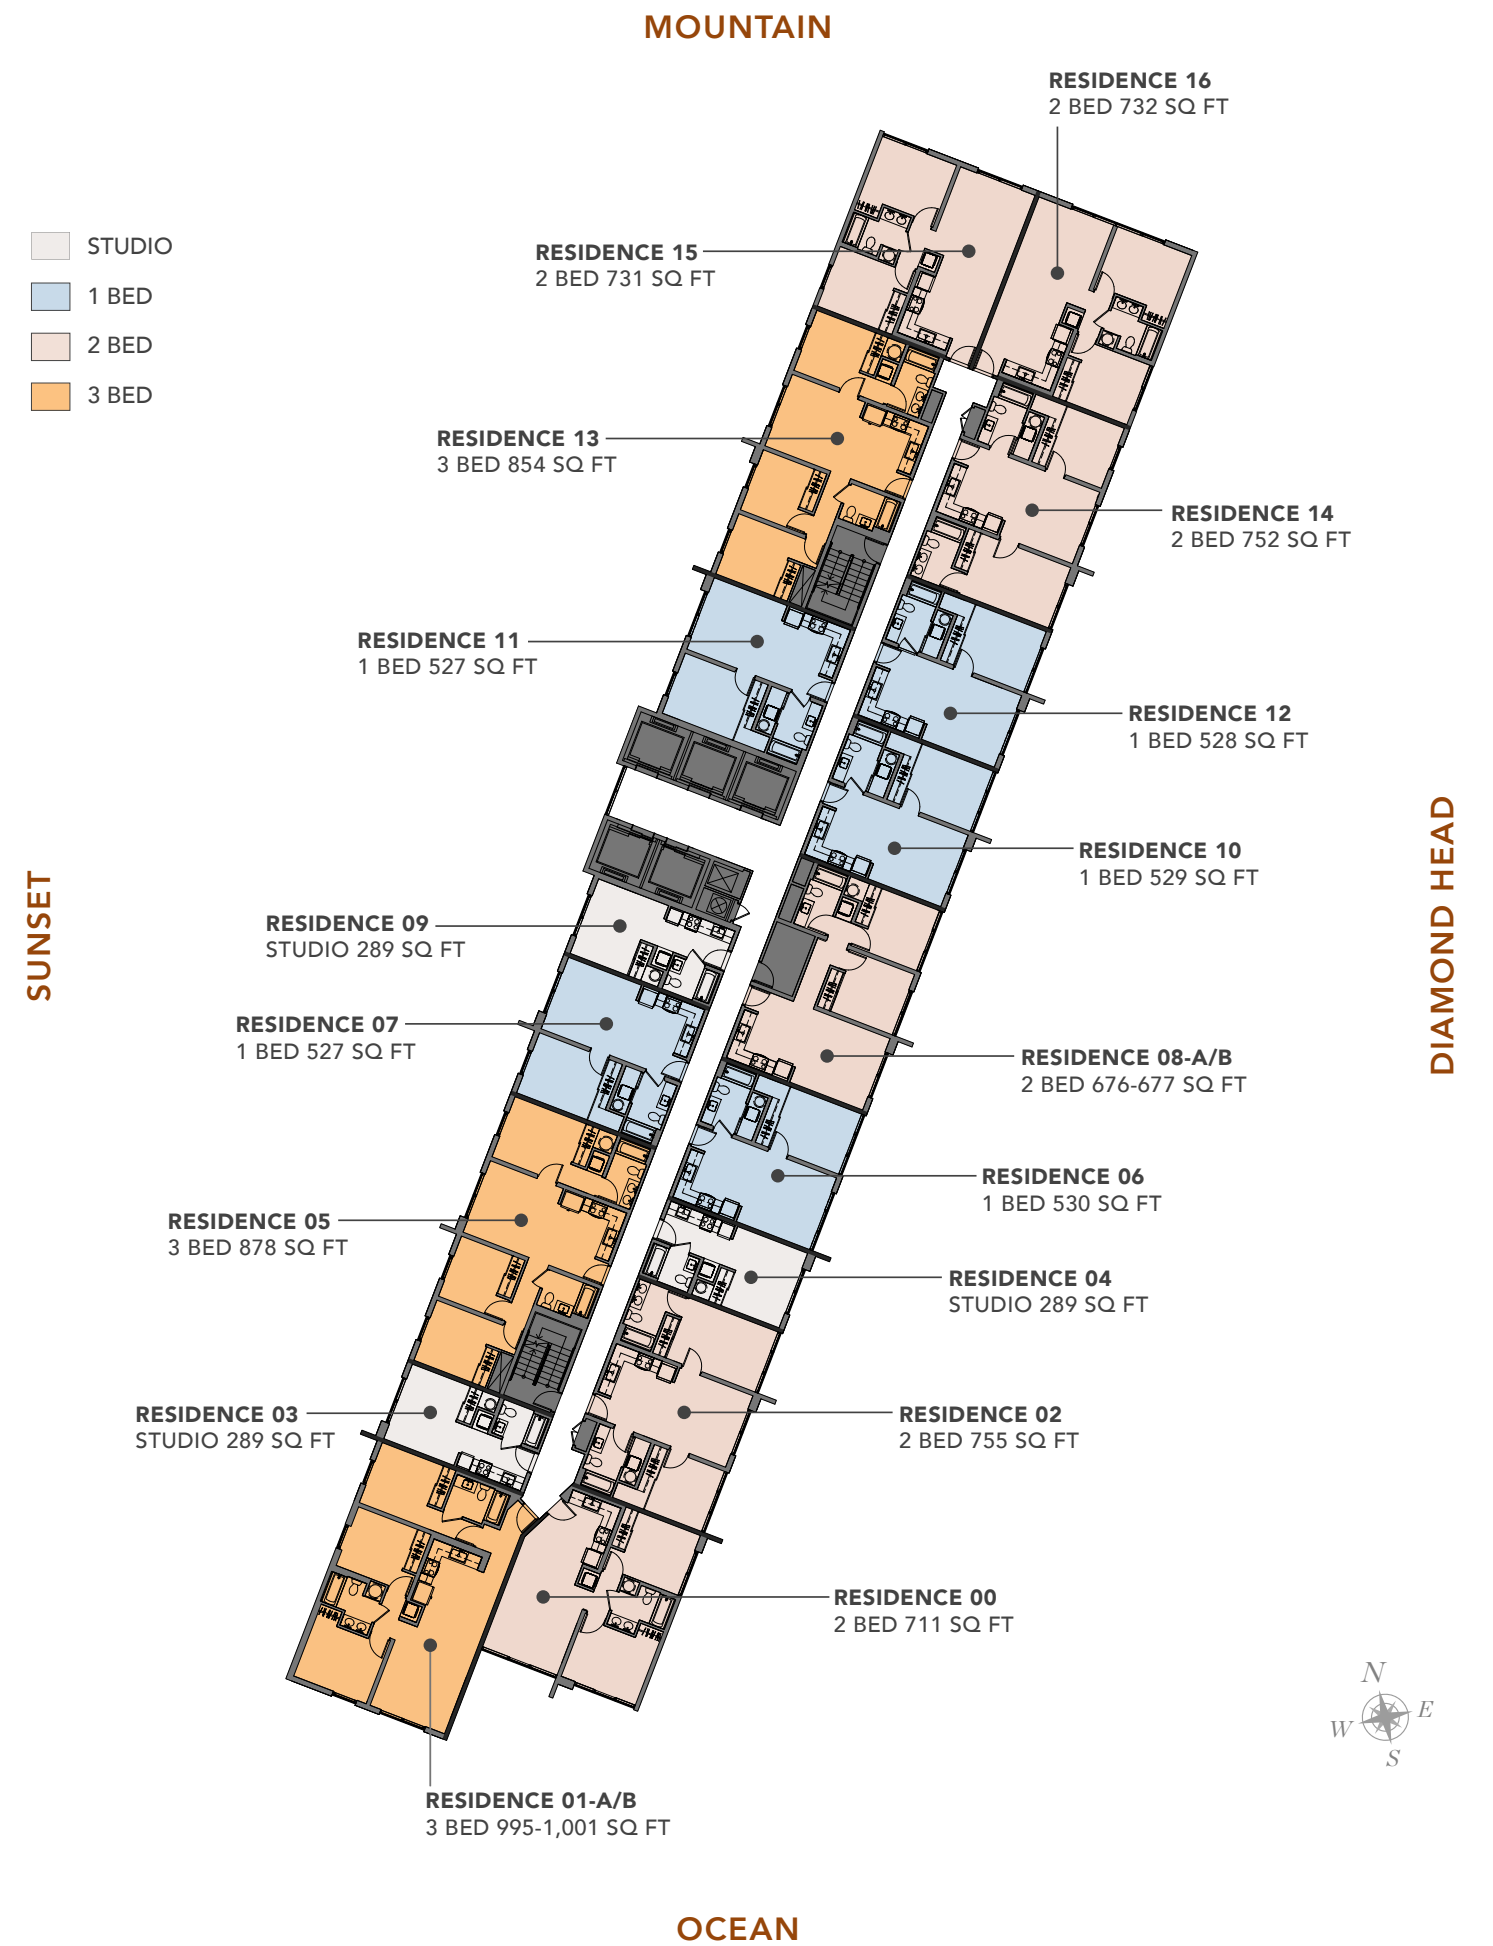 MOUNTAIN
RESIDENCE 16
2 BED 732 SQ FT
STUDIO
1 BED
2 BED
3 BED
RESIDENCE 15
2 BED 731 SQ FT
RESIDENCE 13
3 BED 854 SQ FT
RESIDENCE 14
2 BED 752 SQ FT
RESIDENCE 11
1 BED 527 SQ FT
RESIDENCE 12
1 BED 528 SQ FT
RESIDENCE 10
1 BED 529 SQ FT
SUNSET
DIAMOND HEAD
RESIDENCE 09
STUDIO 289 SQ FT
RESIDENCE 07
1 BED 527 SQ FT
RESIDENCE 08-A/B
2 BED 676-677 SQ FT
RESIDENCE 06
1 BED 530 SQ FT
RESIDENCE 05
3 BED 878 SQ FT
RESIDENCE 04
STUDIO 289 SQ FT
RESIDENCE 03
STUDIO 289 SQ FT
RESIDENCE 02
2 BED 755 SQ FT
RESIDENCE 00
2 BED 711 SQ FT
N
E
W
S
RESIDENCE 01-A/B
3 BED 995-1,001 SQ FT
OCEAN